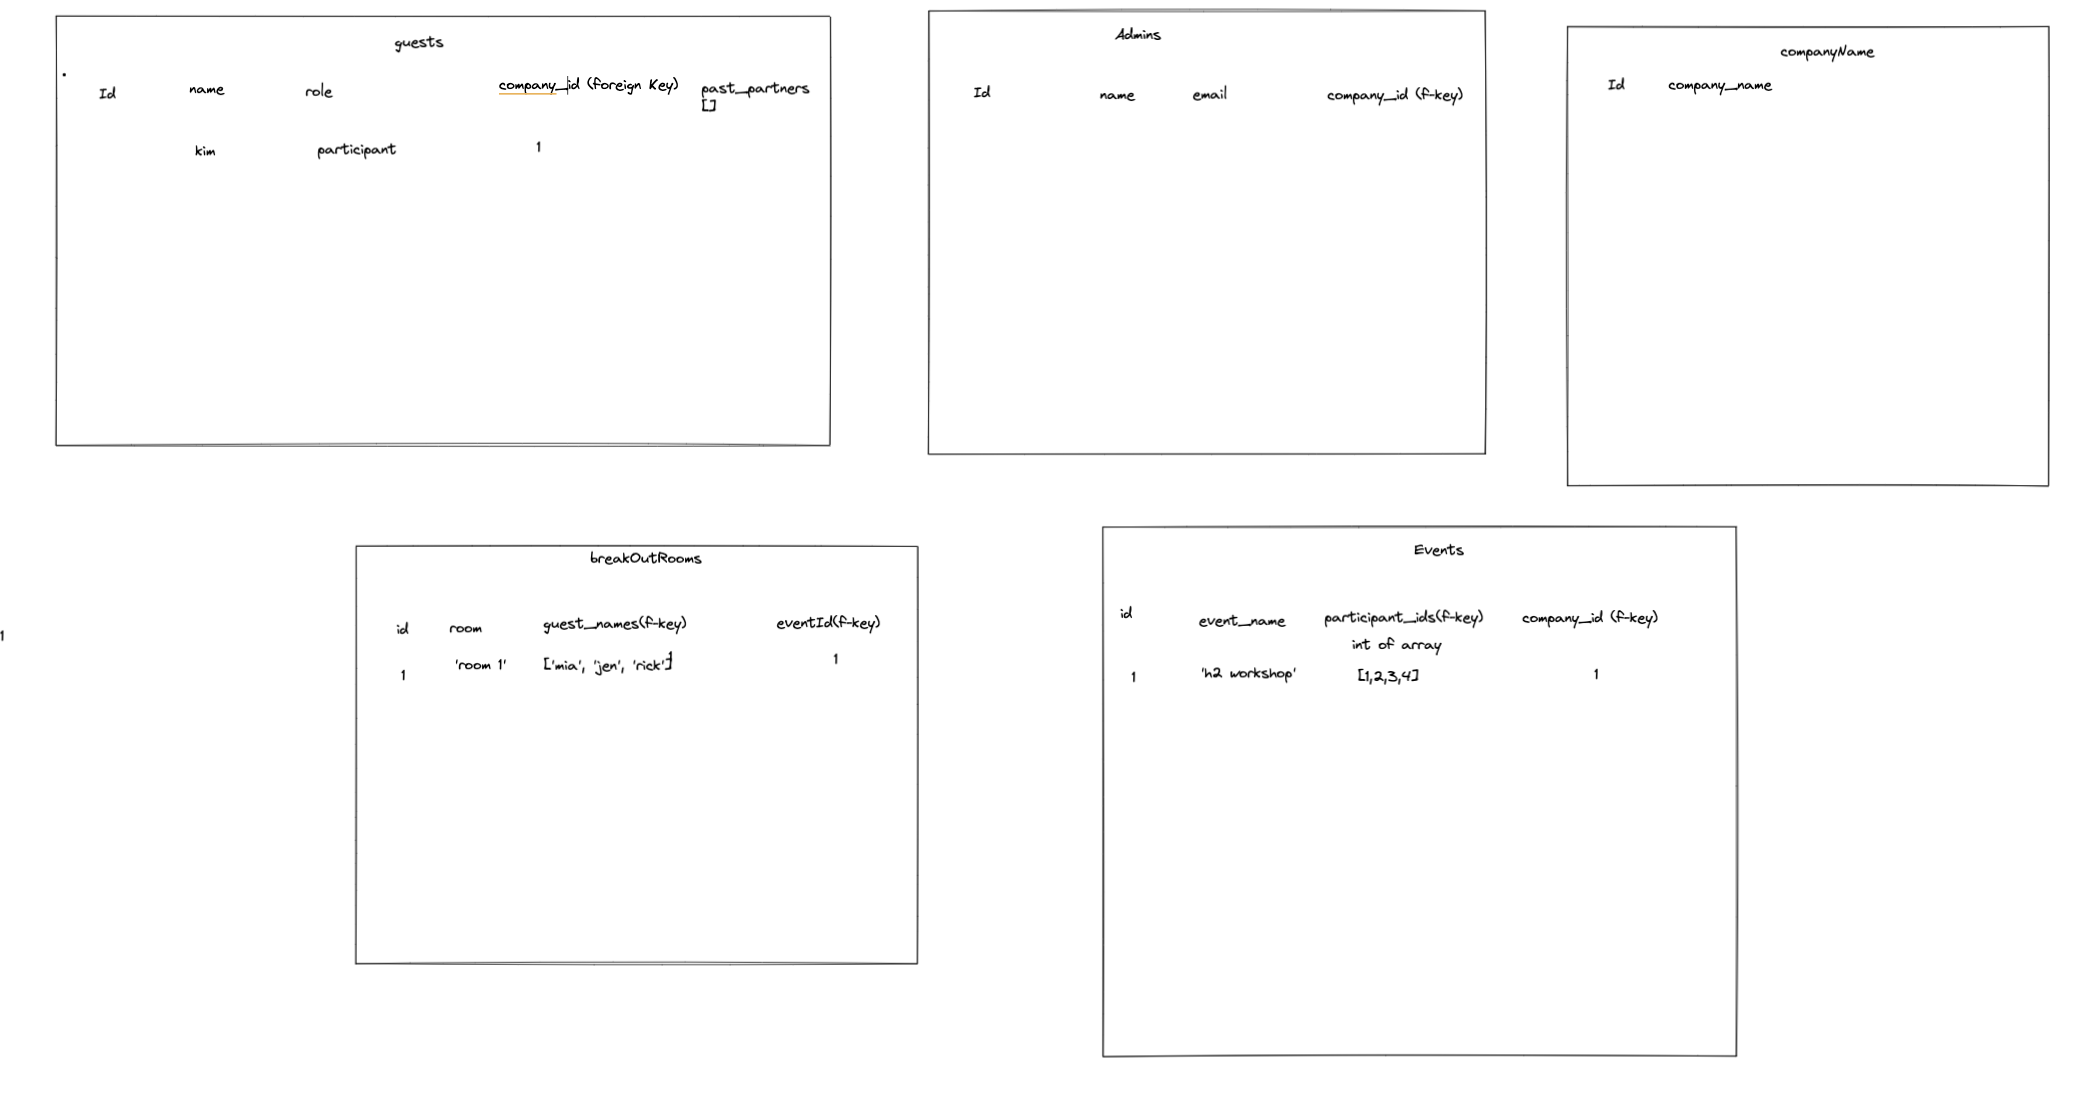 guests
Id name role company_id (foreign Key) past_partners
[]
kim participant 1
Admins
Id name email company_id (f-key)
companyName
Id company_name
breakOutRooms
id room guest_names(f-key) eventId(f-key)
1 'room 1' ['mia', 'jen', 'rick'] 1
1
1
Events
id event_name participant_ids(f-key) company_id (f-key)
int of array
1 'h2 workshop' [1,2,3,4] 1